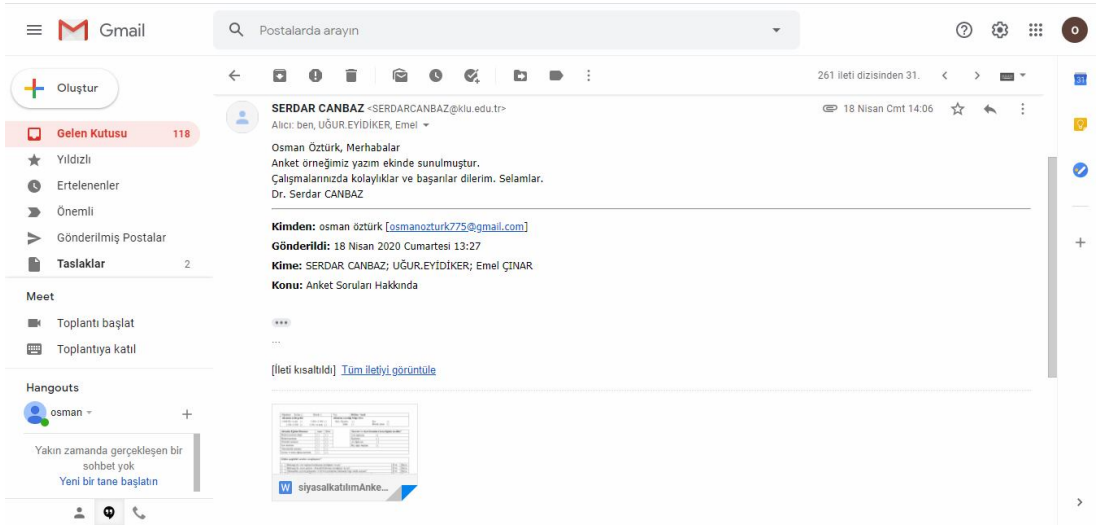 Gmail
Postalarda arayın
o
Oluştur
261 ileti dizisinden 31.
31
Gelen Kutusu 118
Yıldızlı
Ertelenenler
Önemli
Gönderilmiş Postalar
Taslaklar 2
Meet
Toplantı başlat
Toplantıya katıl
Hangouts
osman
Yakın zamanda gerçekleşen bir
sohbet yok
Yeni bir tane başlatın
SERDAR CANBAZ <SERDARCANBAZ@klu.edu.tr>
18 Nisan Cmt 14:06
Alıcı: ben, UĞUR.EYİDİKER, Emel
Osman Öztürk, Merhabalar
Anket örneğimiz yazım ekinde sunulmuştur.
Çalışmalarınızda kolaylıklar ve başarılar dilerim. Selamlar.
Dr. Serdar CANBAZ
Kimden: osman öztürk [osmanozturk775@gmail.com]
Gönderildi: 18 Nisan 2020 Cumartesi 13:27
Kime: SERDAR CANBAZ; UĞUR.EYİDİKER; Emel ÇINAR
Konu: Anket Soruları Hakkında
...
[İleti kısaltıldı] Tüm iletiyi görüntüle
W siyasalkatılımAnke...